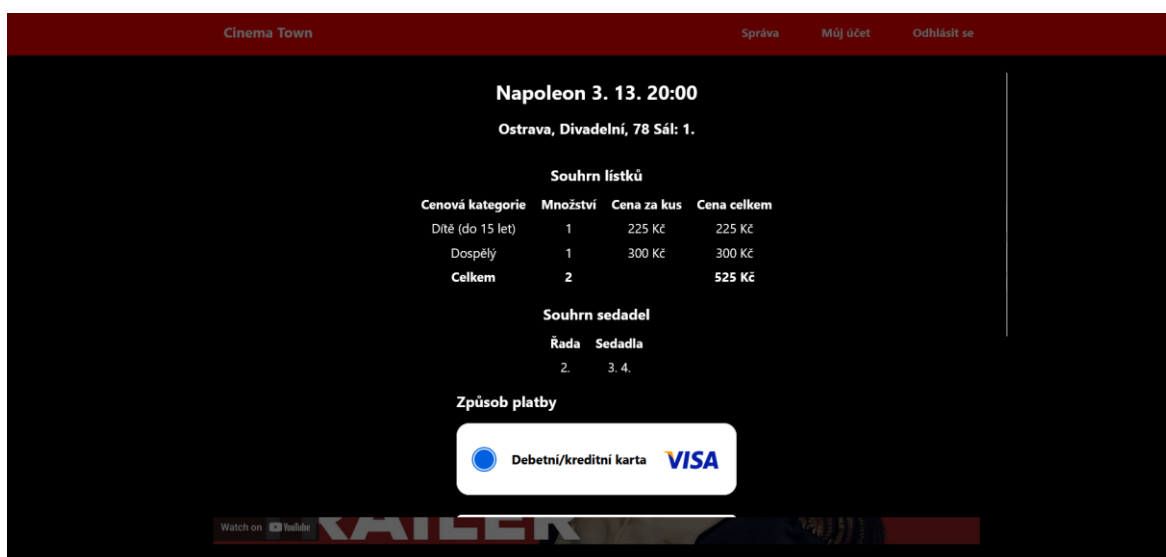 Cinema Town Správa Můj účet Odhlásit se
Napoleon 3. 13. 20:00
Ostrava, Divadelní, 78 Sál: 1.
Souhrn lístků
Cenová kategorie Množství Cena za kus Cena celkem
Dítě (do 15 let) 1 225 Kč 225 Kč
Dospělý 1 300 Kč 300 Kč
Celkem 2 525 Kč
Souhrn sedadel
Řada Sedadla
2. 3. 4.
Způsob platby
Debetní/kreditní karta VISA
Watch on YouTube